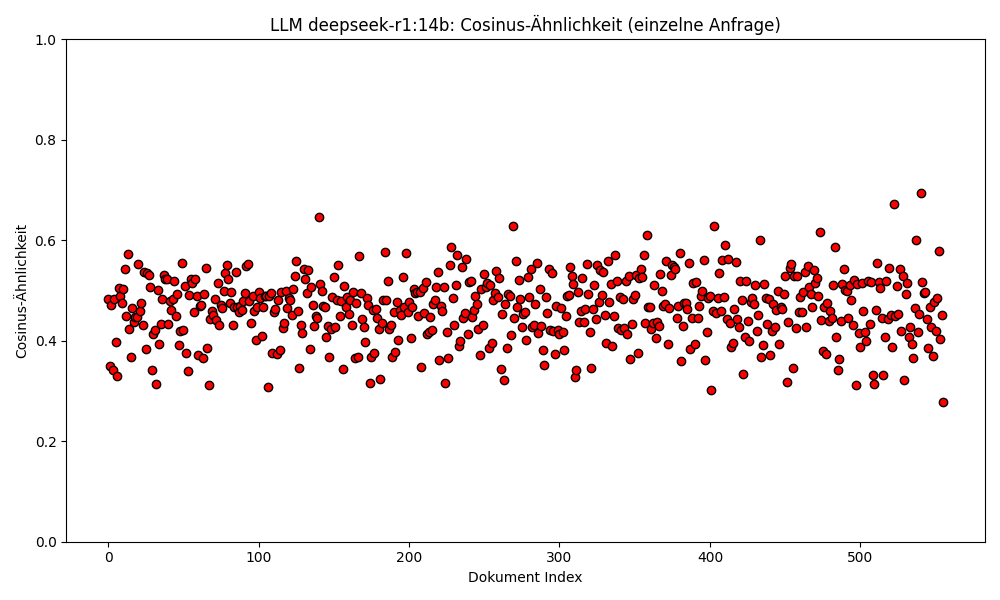 LLM deepseek-r1:14b: Cosinus-Ähnlichkeit (einzelne Anfrage)
1.0
0.8
0.6
0.4
0.2
0.0
Cosinus-Ähnlichkeit
0 100 200 300 400 500
Dokument Index